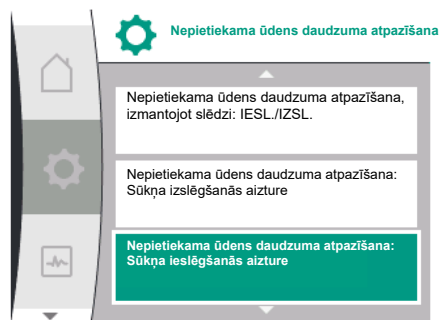 Nepietiekama ūdens daudzuma atpazīšana
Nepietiekama ūdens daudzuma atpazīšana,
izmantojot slēdzi: IESL./IZSL.
Nepietiekama ūdens daudzuma atpazīšana:
Sūkņa izslēgšanās aizture
Nepietiekama ūdens daudzuma atpazīšana:
Sūkņa ieslēgšanās aizture